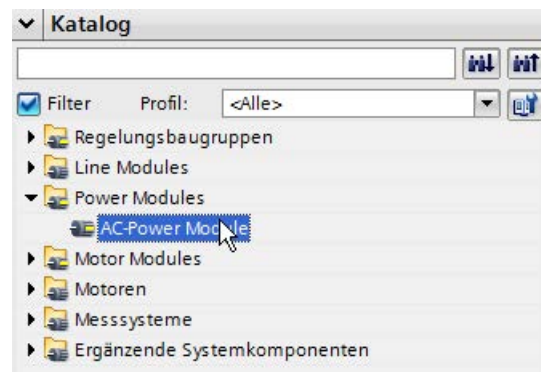 Katalog
Filter Profil: <Alle>
Regelungsbaugruppen
Line Modules
Power Modules
AC-Power Module
Motor Modules
Motoren
Messsysteme
Ergänzende Systemkomponenten